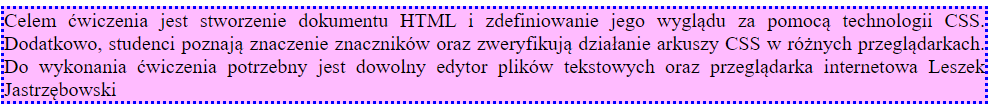 Celem ćwiczenia jest stworzenie dokumentu HTML i zdefiniowanie jego wyglądu za pomocą technologii CSS.
Dodatkowo, studenci poznają znaczenie znaczników oraz zweryfikują działanie arkuszy CSS w różnych przeglądarkach.
Do wykonania ćwiczenia potrzebny jest dowolny edytor plików tekstowych oraz przeglądarka internetowa Leszek
Jastrzębowski